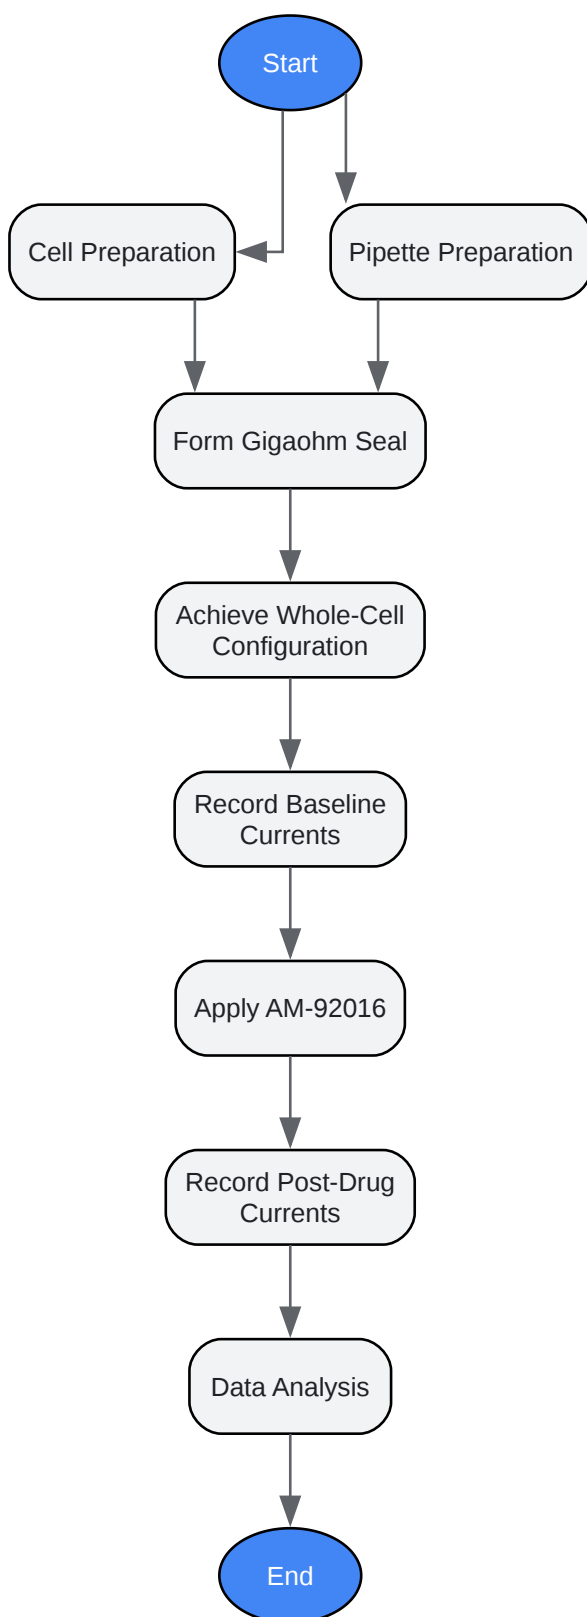 Start
Cell Preparation
Pipette Preparation
Form Gigaohm Seal
Achieve Whole-Cell
Configuration
Record Baseline
Currents
Apply AM-92016
Record Post-Drug
Currents
Data Analysis
End